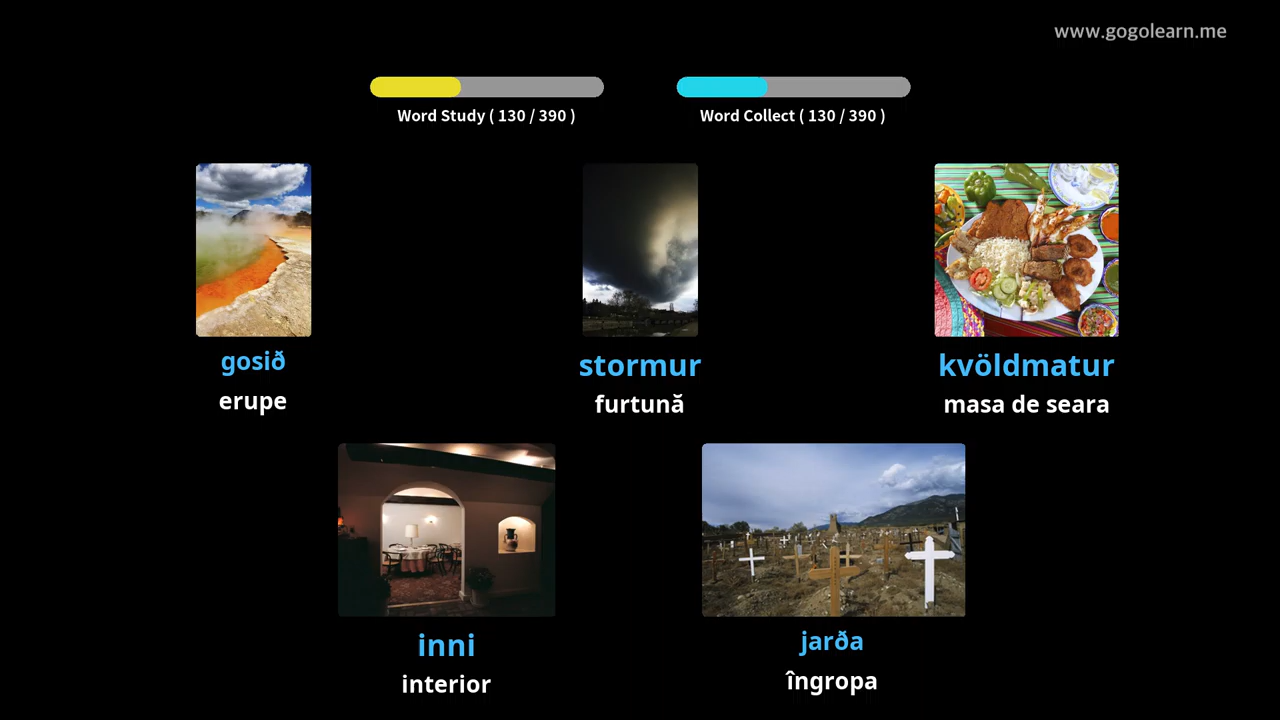 www.gogolearn.me
Word Study ( 130 / 390 )
Word Collect ( 130 / 390 )
gosið
erupe
stormur
furtună
kvöldmatur
masa de seara
inni
interior
jarða
îngropa